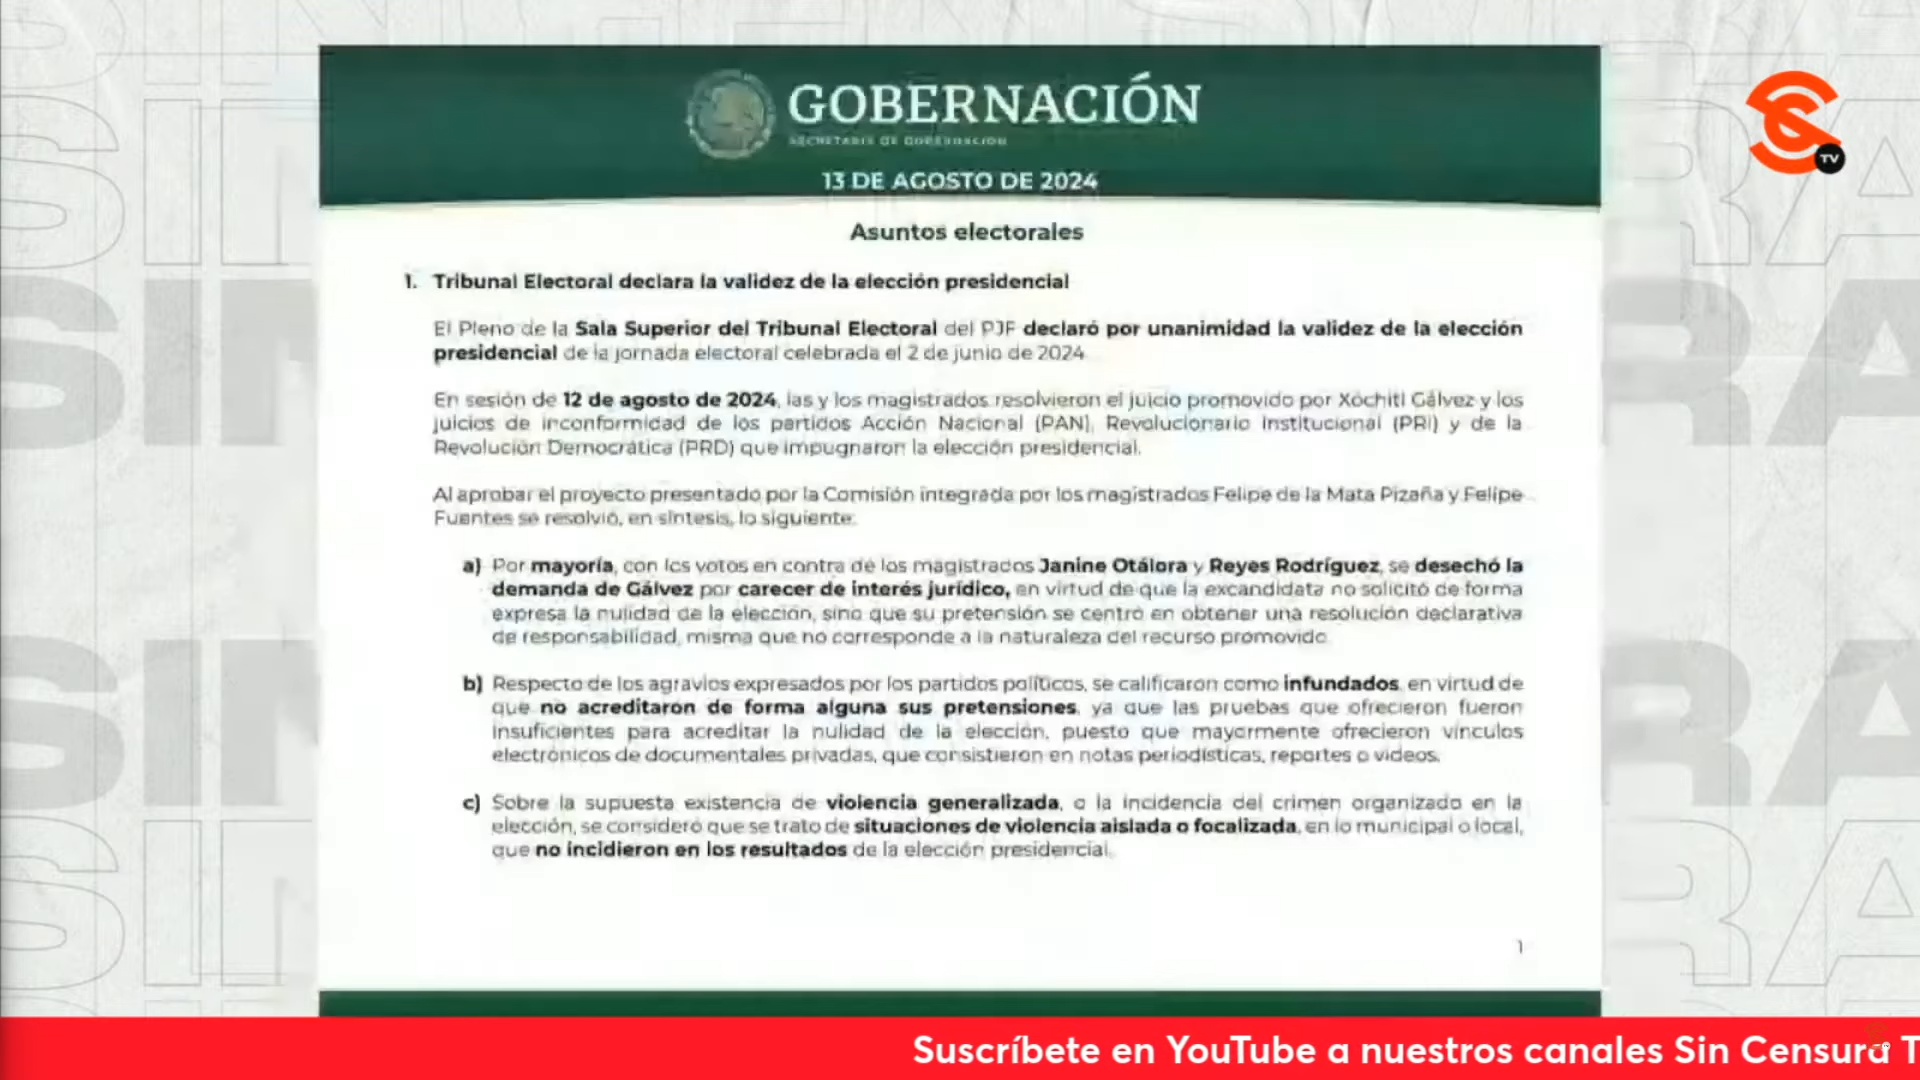 GOBERNACIÓN
SECRETARÍA DE GOBERNACIÓN
13 DE AGOSTO DE 2024
TV
Asuntos electorales
1. Tribunal Electoral declara la validez de la elección presidencial
El Pleno de la Sala Superior del Tribunal Electoral del PJF declaró por unanimidad la validez de la elección
presidencial de la jornada electoral celebrada el 2 de junio de 2024
En sesión de 12 de agosto de 2024, las y los magistrados resolvieron el juicio promovido por Xóchitl Gálvez y los
juicios de inconformidad de los partidos Acción Nacional (PAN), Revolucionario Institucional (PRI) y de la
Revolución Democrática (PRD) que impugnaron la elección presidencial.
Al aprobar el proyecto presentado por la Comisión integrada por los magistrados Felipe de la Mata Pizaña y Felipe
Fuentes se resolvió, en síntesis, lo siguiente:
a) Por mayoría, con los votos en contra de los magistrados Janine Otálora y Reyes Rodríguez, se desechó la
demanda de Gálvez por carecer de interés jurídico, en virtud de que la excandidata no solicitó de forma
expresa la nulidad de la elección, sino que su pretensión se centró en obtener una resolución declarativa
de responsabilidad, misma que no corresponde a la naturaleza del recurso promovido
b) Respecto de los agravios expresados por los partidos políticos, se calificaron como infundados, en virtud de
que no acreditaron de forma alguna sus pretensiones, ya que las pruebas que ofrecieron fueron
insuficientes para acreditar la nulidad de la elección, puesto que mayormente ofrecieron vínculos
electrónicos de documentales privadas, que consistieron en notas periodísticas, reportes o videos.
c) Sobre la supuesta existencia de violencia generalizada, o la incidencia del crimen organizado en la
elección, se consideró que se trató de situaciones de violencia aislada o focalizada, en lo municipal o local,
que no incidieron en los resultados de la elección presidencial.
1
Suscríbete en YouTube a nuestros canales Sin Censura T